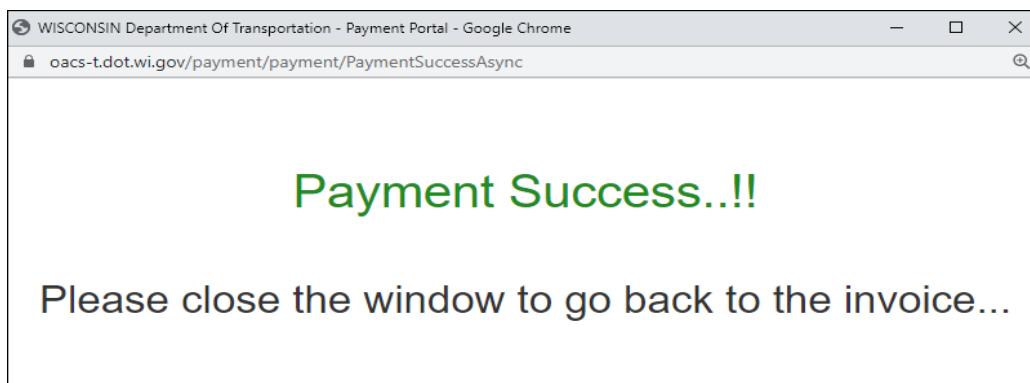 WISCONSIN Department Of Transportation - Payment Portal - Google Chrome
oacs-t.dot.wi.gov/payment/payment/PaymentSuccessAsync
Payment Success..!!
Please close the window to go back to the invoice...